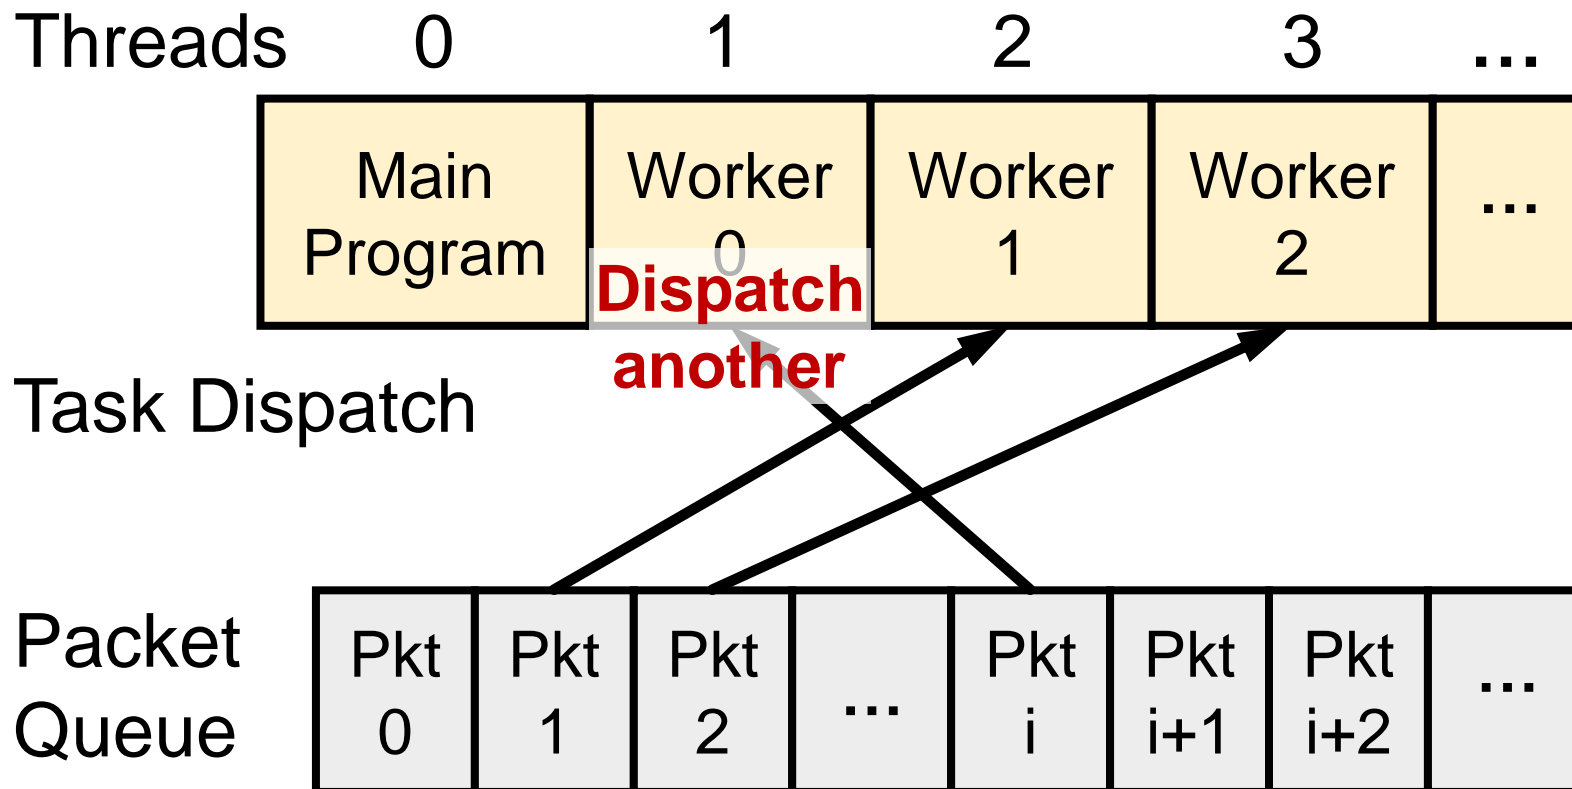 Threads 0 1 2 3 ...
Main Worker Worker Worker ...
Program 0 1 2
Dispatch
another
Task Dispatch
Packet Pkt Pkt Pkt ... Pkt Pkt Pkt ...
Queue 0 1 2 i i+1 i+2